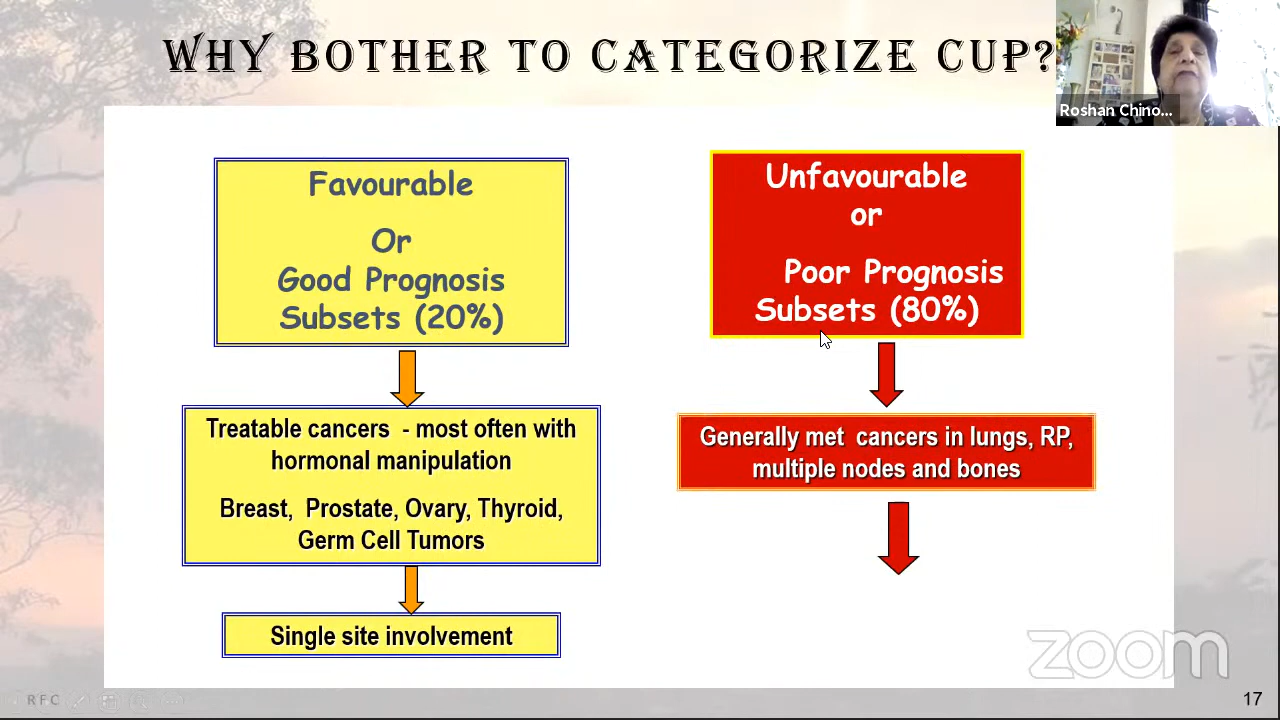 WHY BOTHER TO CATEGORIZE CUP?
Roshan Chino...
Favourable
Or
Good Prognosis
Subsets (20%)
Unfavourable
or
Poor Prognosis
Subsets (80%)
Treatable cancers - most often with
hormonal manipulation
Breast, Prostate, Ovary, Thyroid,
Germ Cell Tumors
Generally met cancers in lungs, RP,
multiple nodes and bones
Single site involvement
zoom
RFC
17